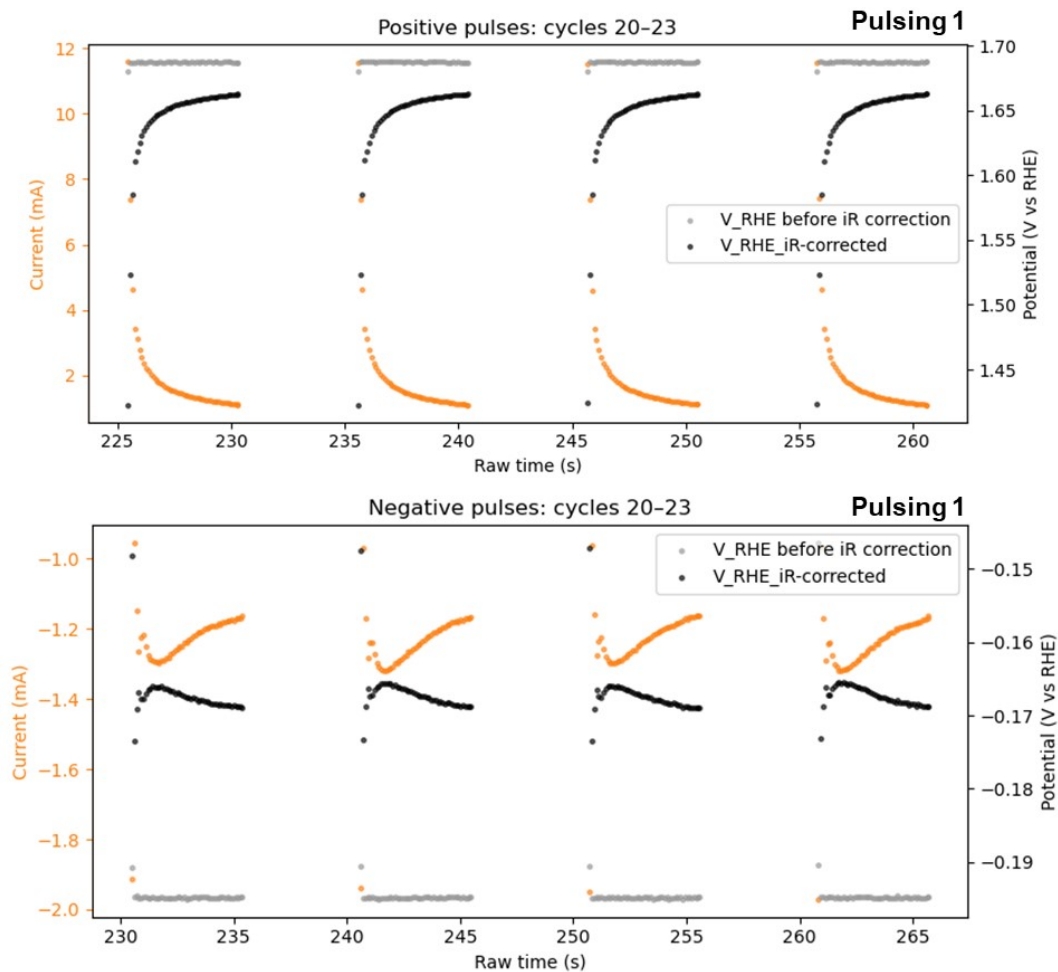 Positive pulses: cycles 20–23
Pulsing 1
12
10
8
6
4
2
Current (mA)
1.70
1.65
1.60
1.55
1.50
1.45
Potential (V vs RHE)
V_RHE before iR correction
V_RHE_iR-corrected
225 230 235 240 245 250 255 260
Raw time (s)
Negative pulses: cycles 20–23
Pulsing 1
−1.0
−1.2
−1.4
−1.6
−1.8
−2.0
Current (mA)
V_RHE before iR correction
V_RHE_iR-corrected
−0.15
−0.16
−0.17
−0.18
−0.19
Potential (V vs RHE)
230 235 240 245 250 255 260 265
Raw time (s)